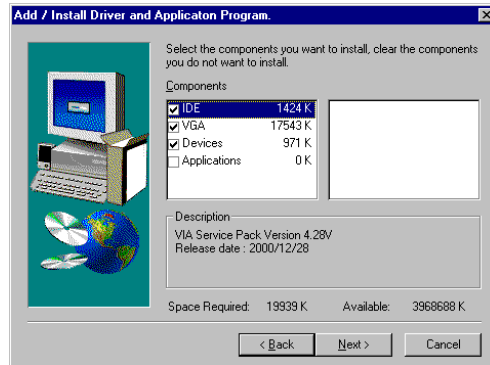 Add / Install Driver and Applicaton Program.
Select the components you want to install, clear the components
you do not want to install.
Components
IDE 1424 K
VGA 17543 K
Devices 971 K
Applications 0 K
Description
VIA Service Pack Version 4.28V
Release date : 2000/12/28
Space Required: 19939 K Available: 3968688 K
< Back Next > Cancel